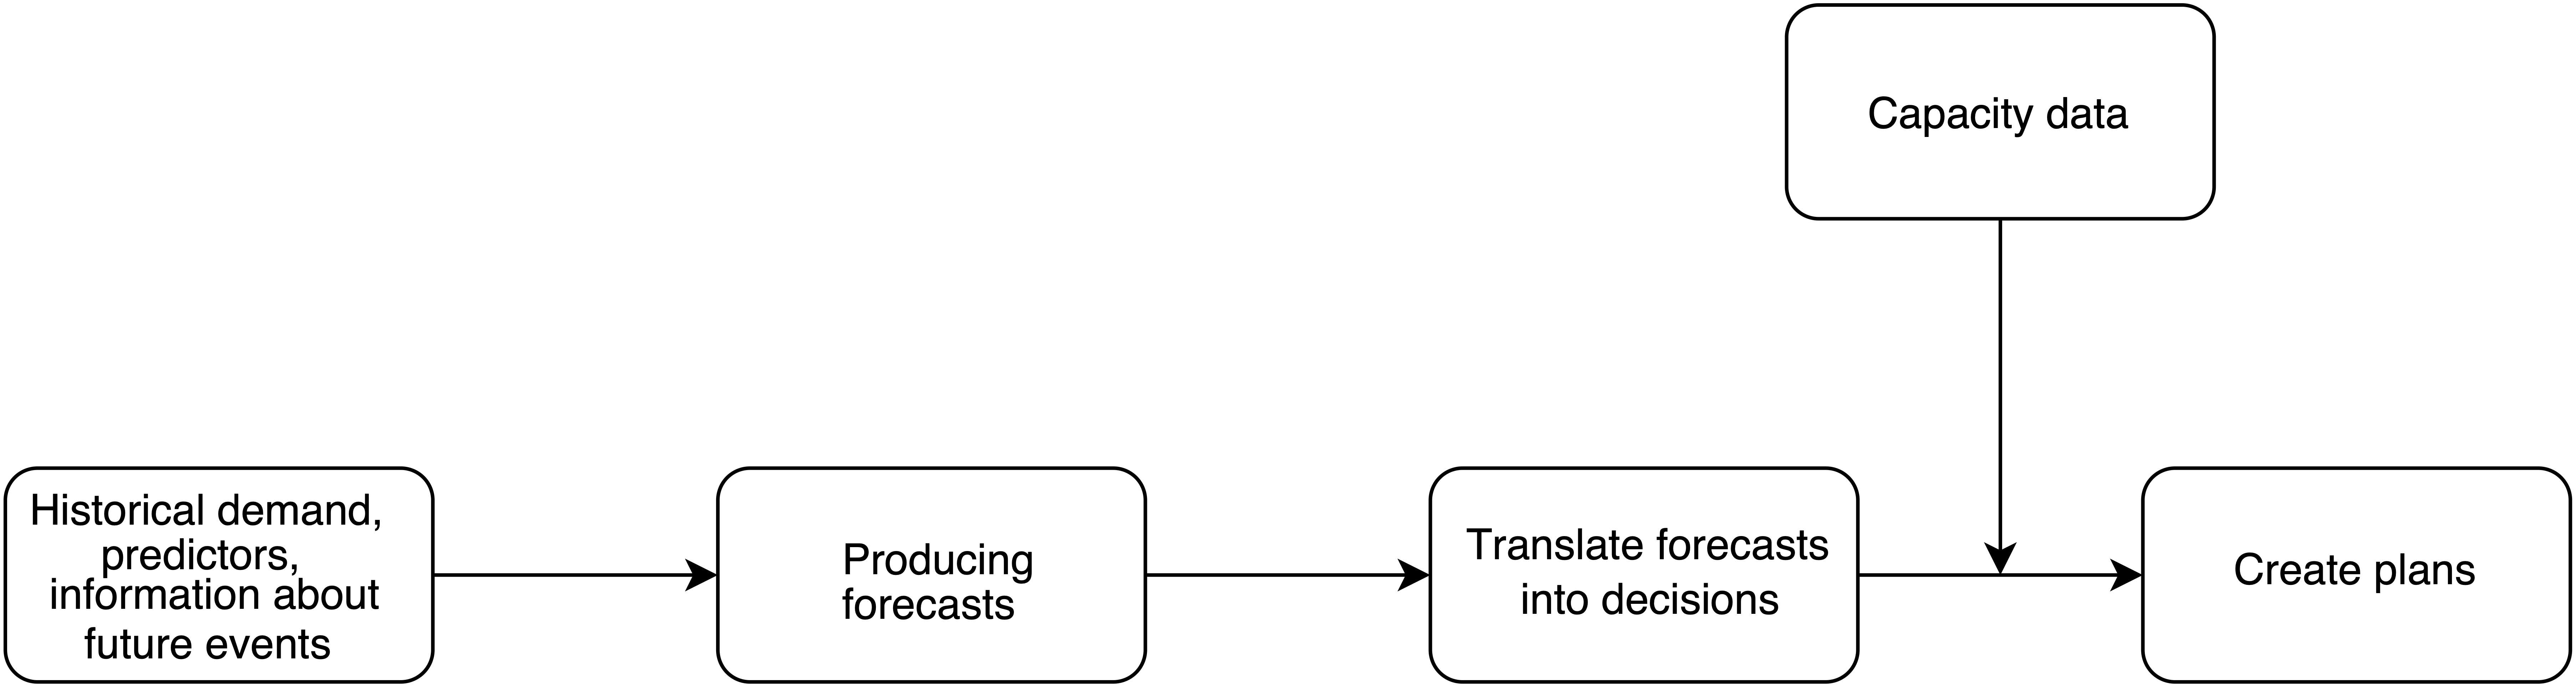 Capacity data
Historical demand,
predictors,
information about
future events
Producing
forecasts
Translate forecasts
into decisions
Create plans